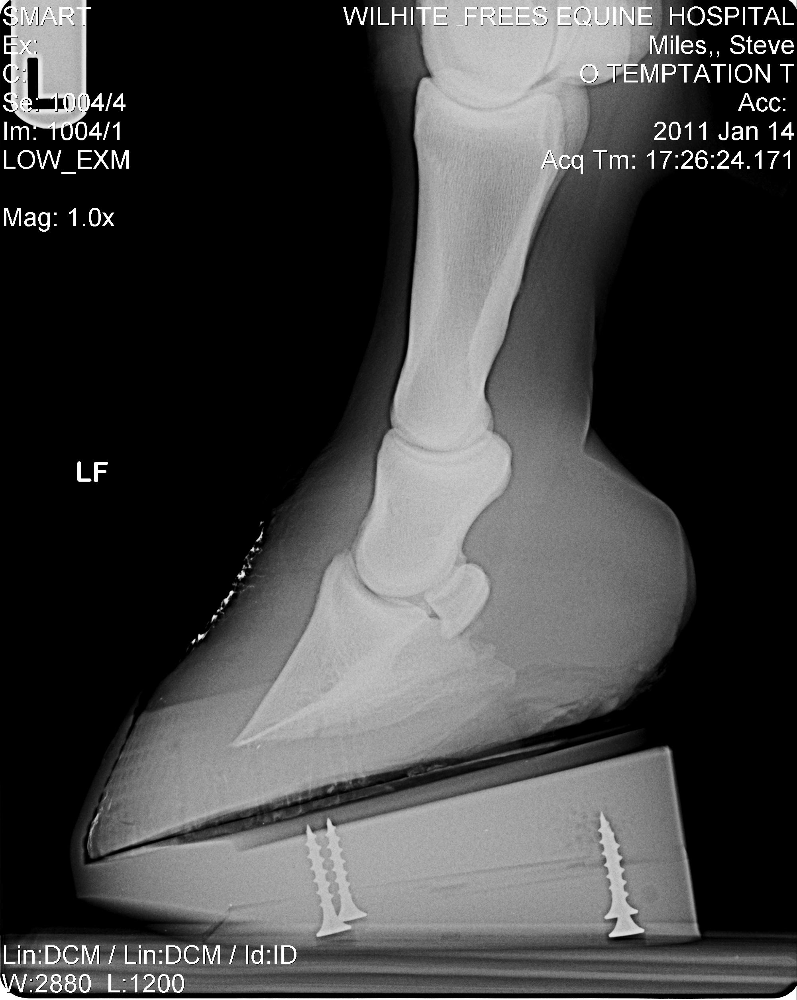 SMART
Ex:
C:
Se: 1004/4
Im: 1004/1
LOW_EXM
Mag: 1.0x
L
WILHITE _FREES EQUINE HOSPITAL
Miles,, Steve
O TEMPTATION T
Acc:
2011 Jan 14
Acq Tm: 17:26:24.171
LF
Lin:DCM / Lin:DCM / Id:ID
W:2880 L:1200